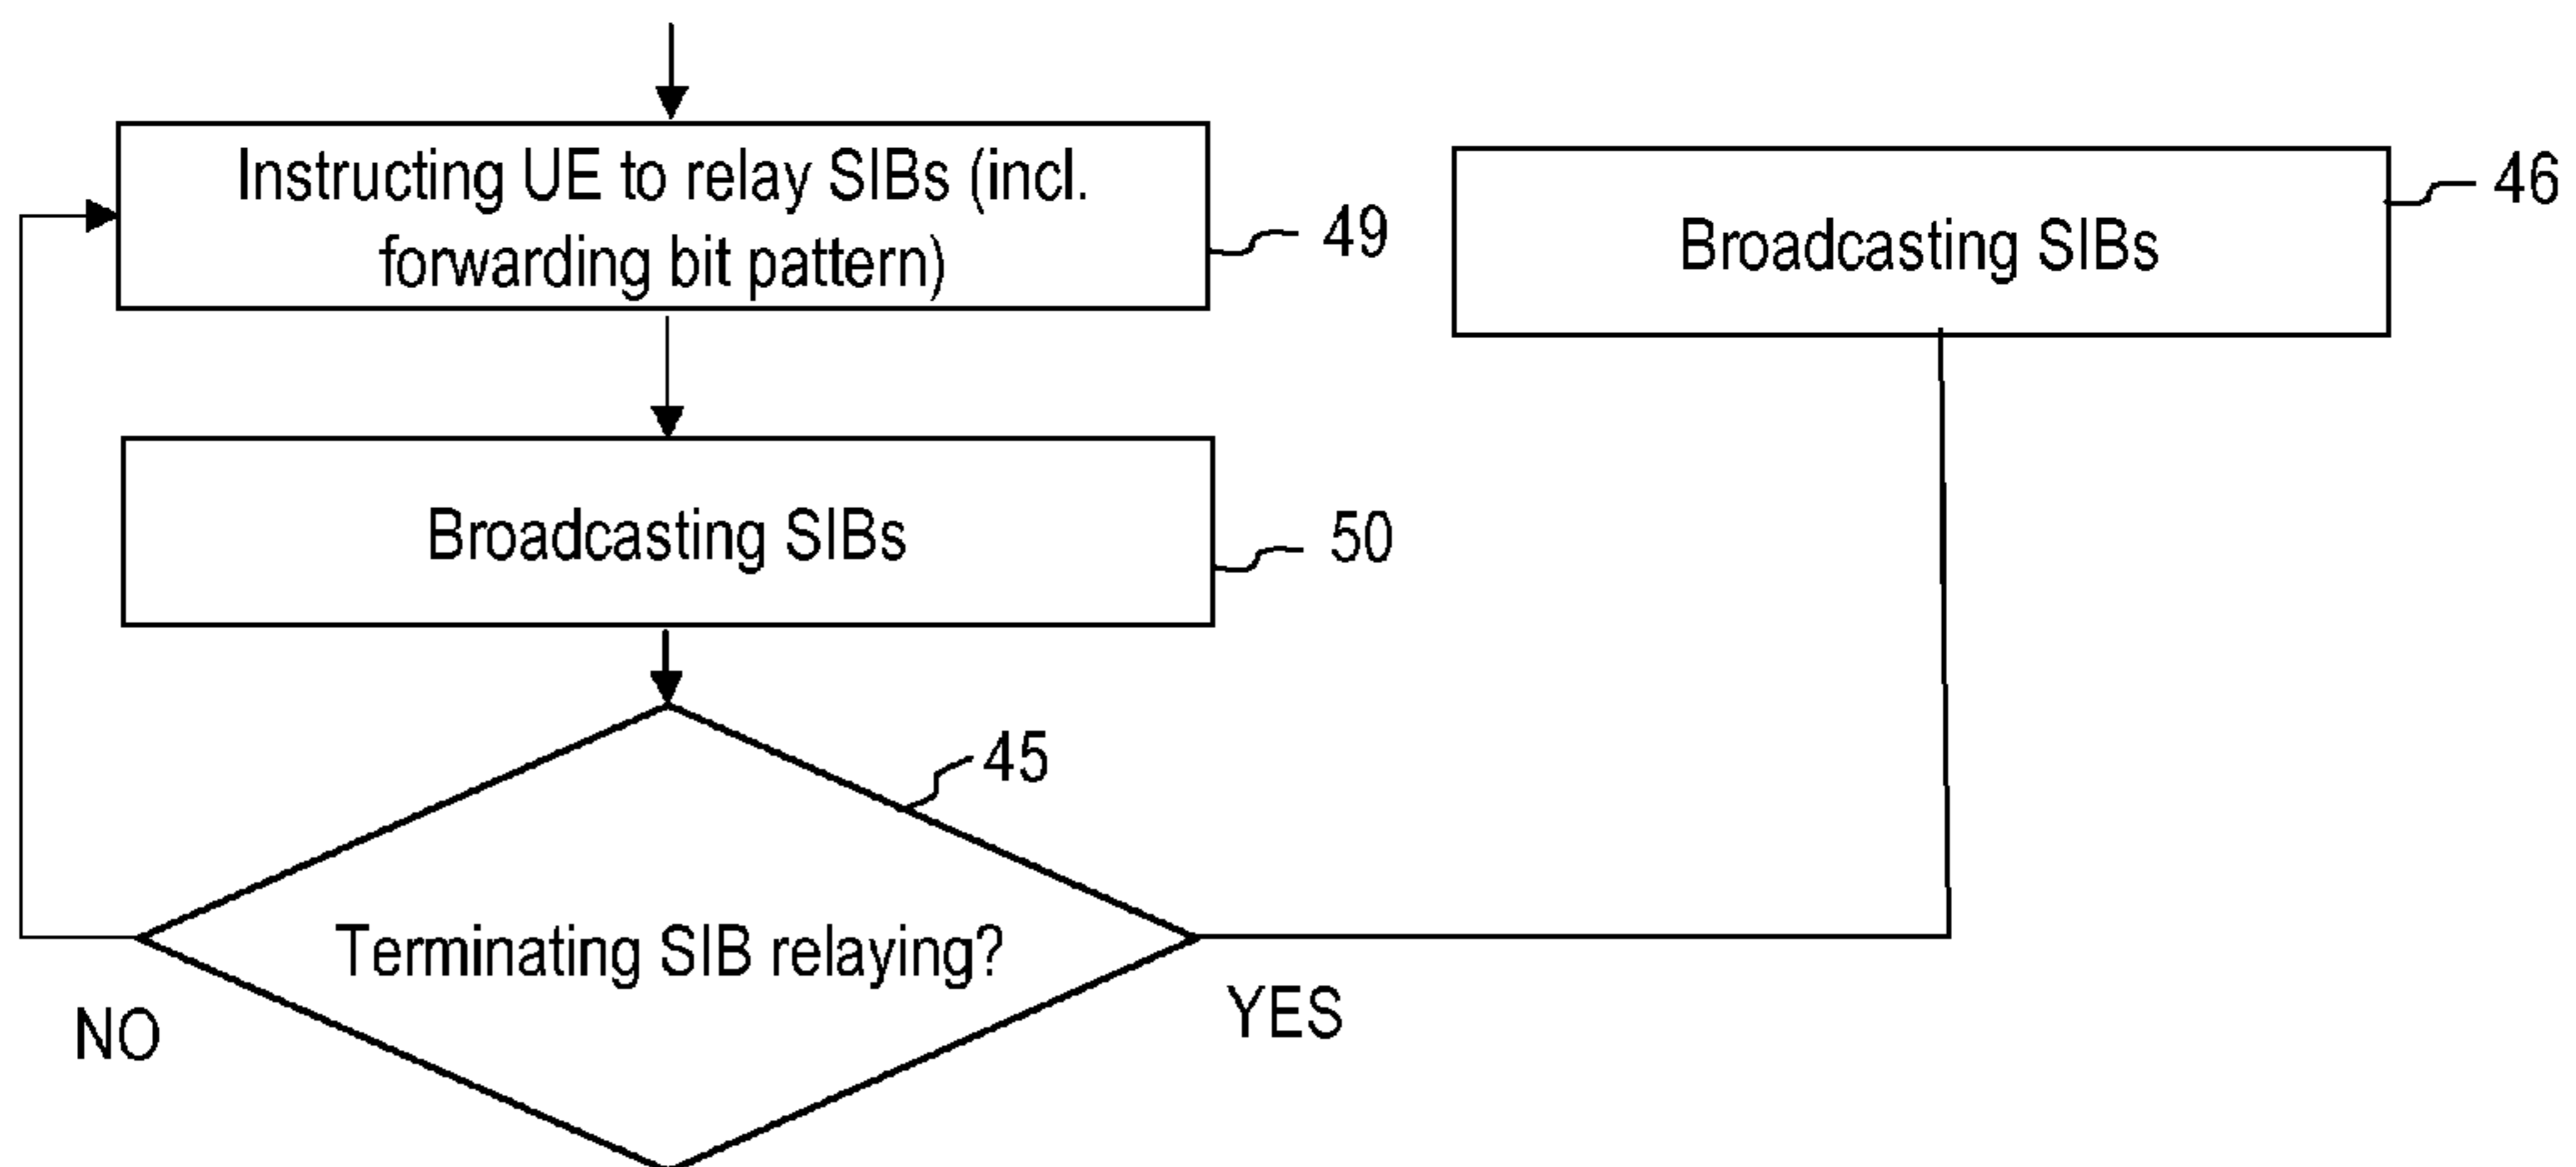 Instructing UE to relay SIBs (incl.
forwarding bit pattern)
49
Broadcasting SIBs
46
Broadcasting SIBs
50
45
Terminating SIB relaying?
NO
YES